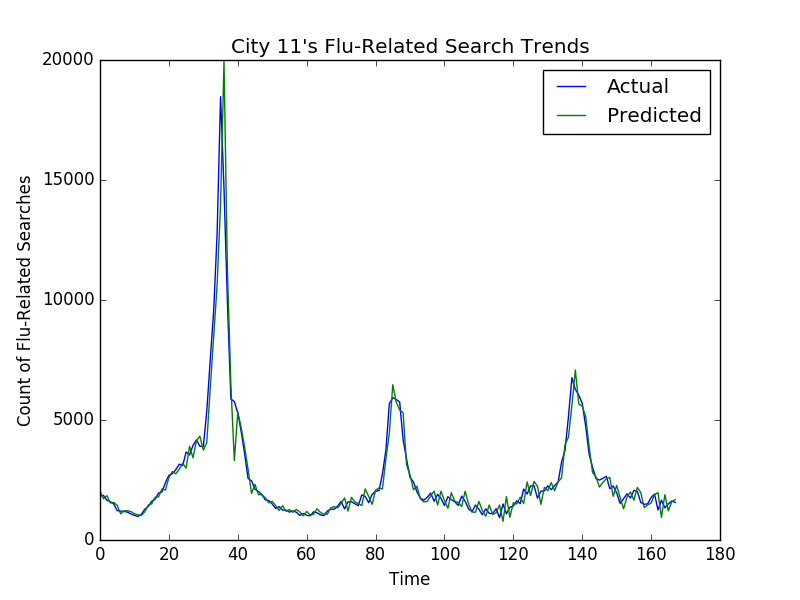 City 11's Flu-Related Search Trends
Actual
Predicted
Count of Flu-Related Searches
20000
15000
10000
5000
0
0 20 40 60 80 100 120 140 160 180
Time